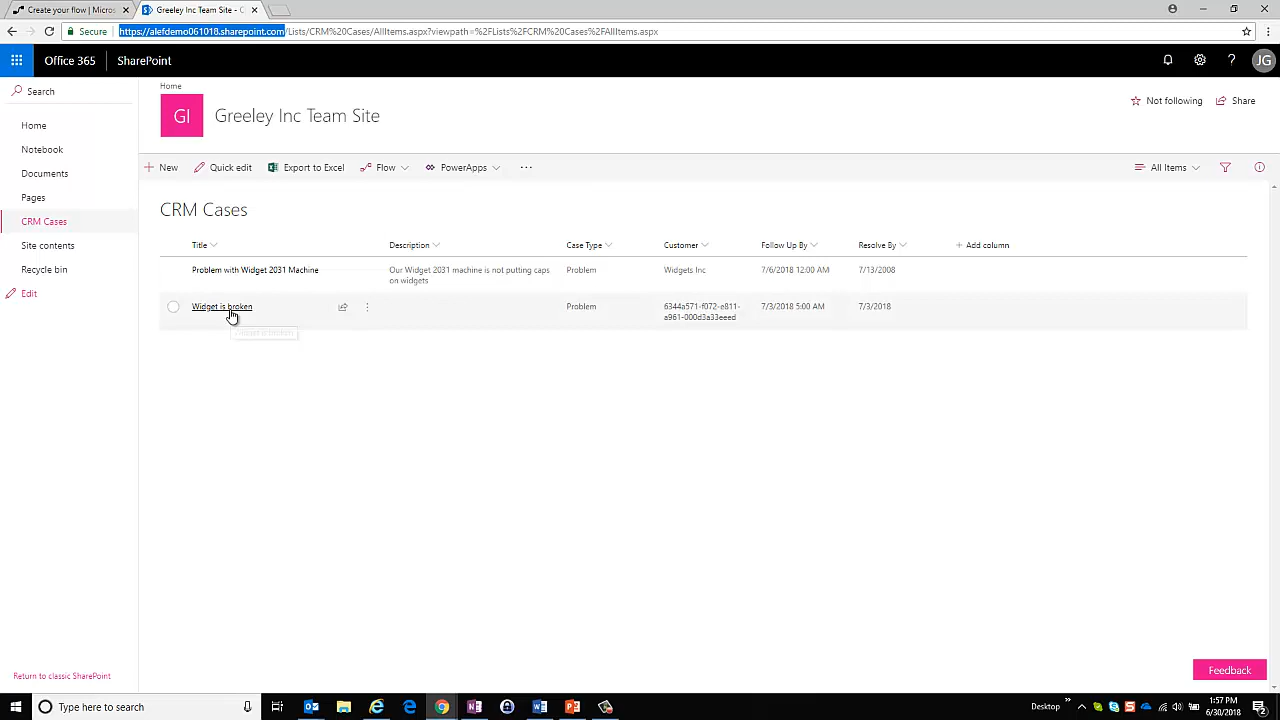 Create your flow | Micros
Greeley Inc Team Site - C
Secure
https://alefdemo061018.sharepoint.com/Lists/CRM%20Cases/AllItems.aspx?viewpath=%2FLists%2FCRM%20Cases%2FAllItems.aspx
Office 365
SharePoint
?
JG
Search
Home
Notebook
Documents
Pages
CRM Cases
Site contents
Recycle bin
Edit
Return to classic SharePoint
Home
GI
Greeley Inc Team Site
Not following
Share
+ New
Quick edit
Export to Excel
Flow
PowerApps
...
All Items
CRM Cases
Title Description Case Type Customer Follow Up By Resolve By + Add column
Problem with Widget 2031 Machine Our Widget 2031 machine is not putting caps Problem Widgets Inc 7/6/2018 12:00 AM 7/13/2008
on widgets
Widget is broken Problem 6344a571-f072-e811- 7/3/2018 5:00 AM 7/3/2018
a961-000d3a33eeed
Widget is broken
Feedback
Type here to search
Desktop
1:57 PM
6/30/2018
2